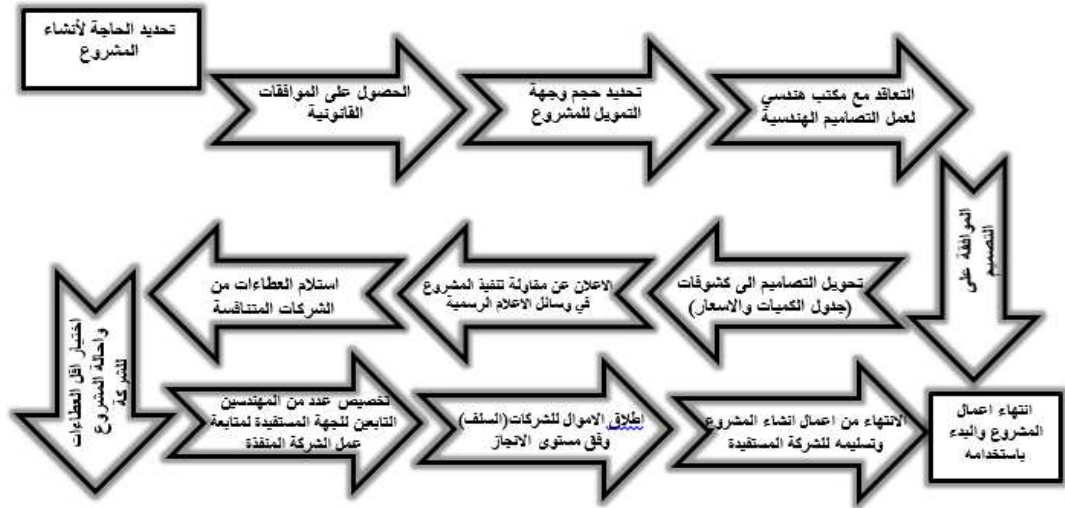 تحديد الحاجة لأنشاء
المشروع
الحصول على الموافقات
القانونية
تحديد حجم وجهة
التمويل للمشروع
التعاقد مع مكتب هندسي
لعمل التصاميم الهندسية
الموافقة على
التصميم
تحويل التصاميم الى كشوفات
(جدول الكميات والاسعار)
الاعلان عن مقاولة تنفيذ المشروع
في وسائل الاعلام الرسمية
استلام العطاءات من
الشركات المتنافسة
اختيار اقل العطاءات
واحالة المشروع
للشركة
تخصيص عدد من المهندسين
التابعين للجهة المستفيدة لمتابعة
عمل الشركة المنفذة
اطلاق الاموال للشركات(السلف)
وفق مستوى الانجاز
الانتهاء من اعمال انشاء المشروع
وتسليمه للشركة المستفيدة
انتهاء اعمال
المشروع والبدء
باستخدامه